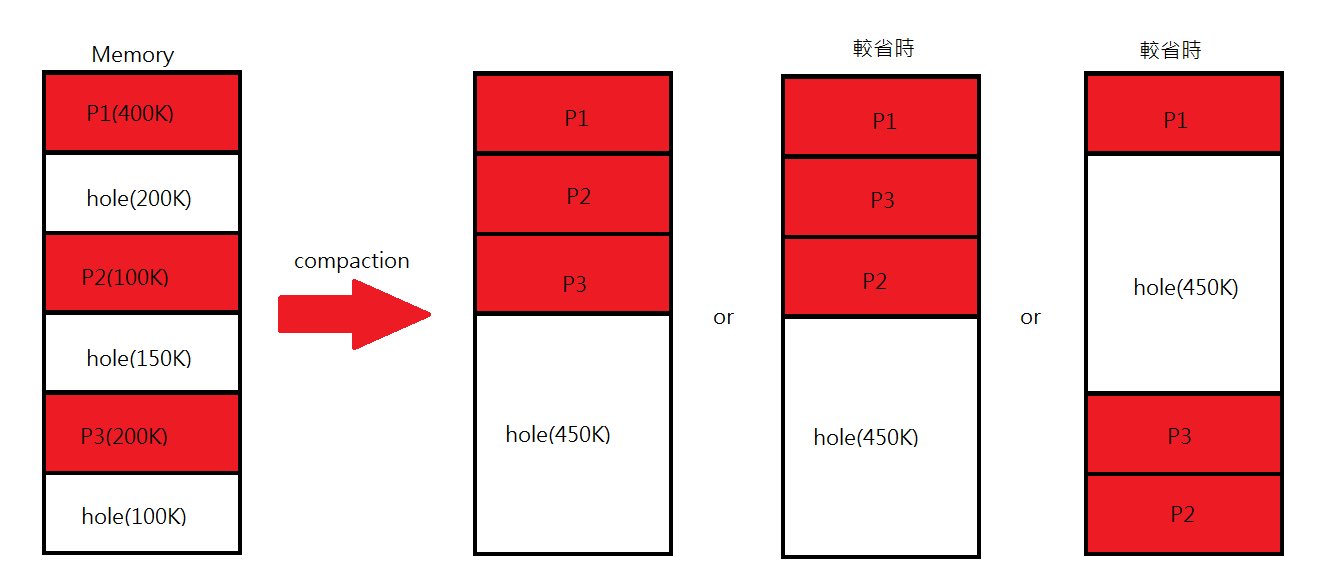 Memory
P1(400K)
hole(200K)
P2(100K)
hole(150K)
P3(200K)
hole(100K)
compaction
P1
P2
P3
hole(450K)
or
較省時
P1
P3
P2
hole(450K)
or
較省時
P1
hole(450K)
P3
P2